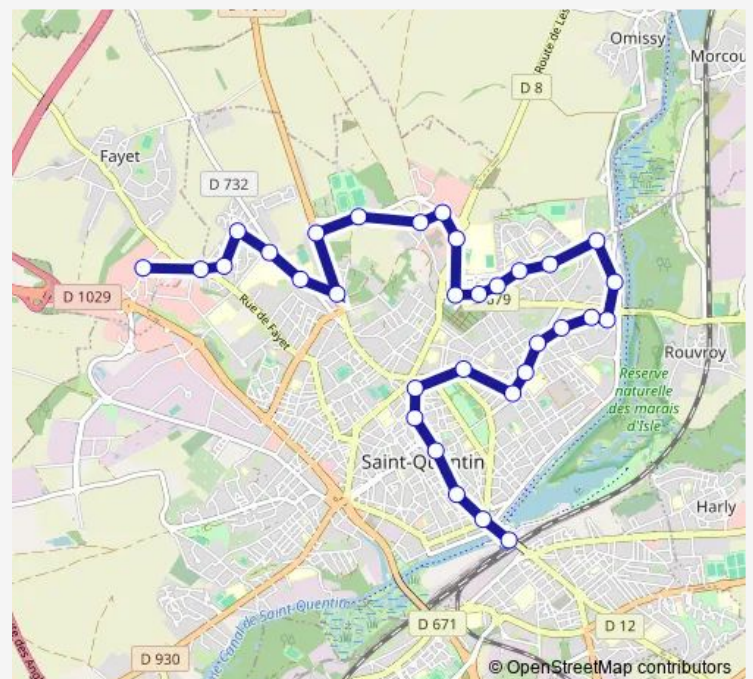 Omissy
Morcou
Route de Les
D 8
Fayet
D 732
D 1029
Rue de Fayet
679
Rouvroy
Réserve
naturelle
des marais
d'Isle
Saint-Quentin
Harly
Canal de Saint-Quentin
D 671
D 12
D 930
© OpenStreetMap contributors